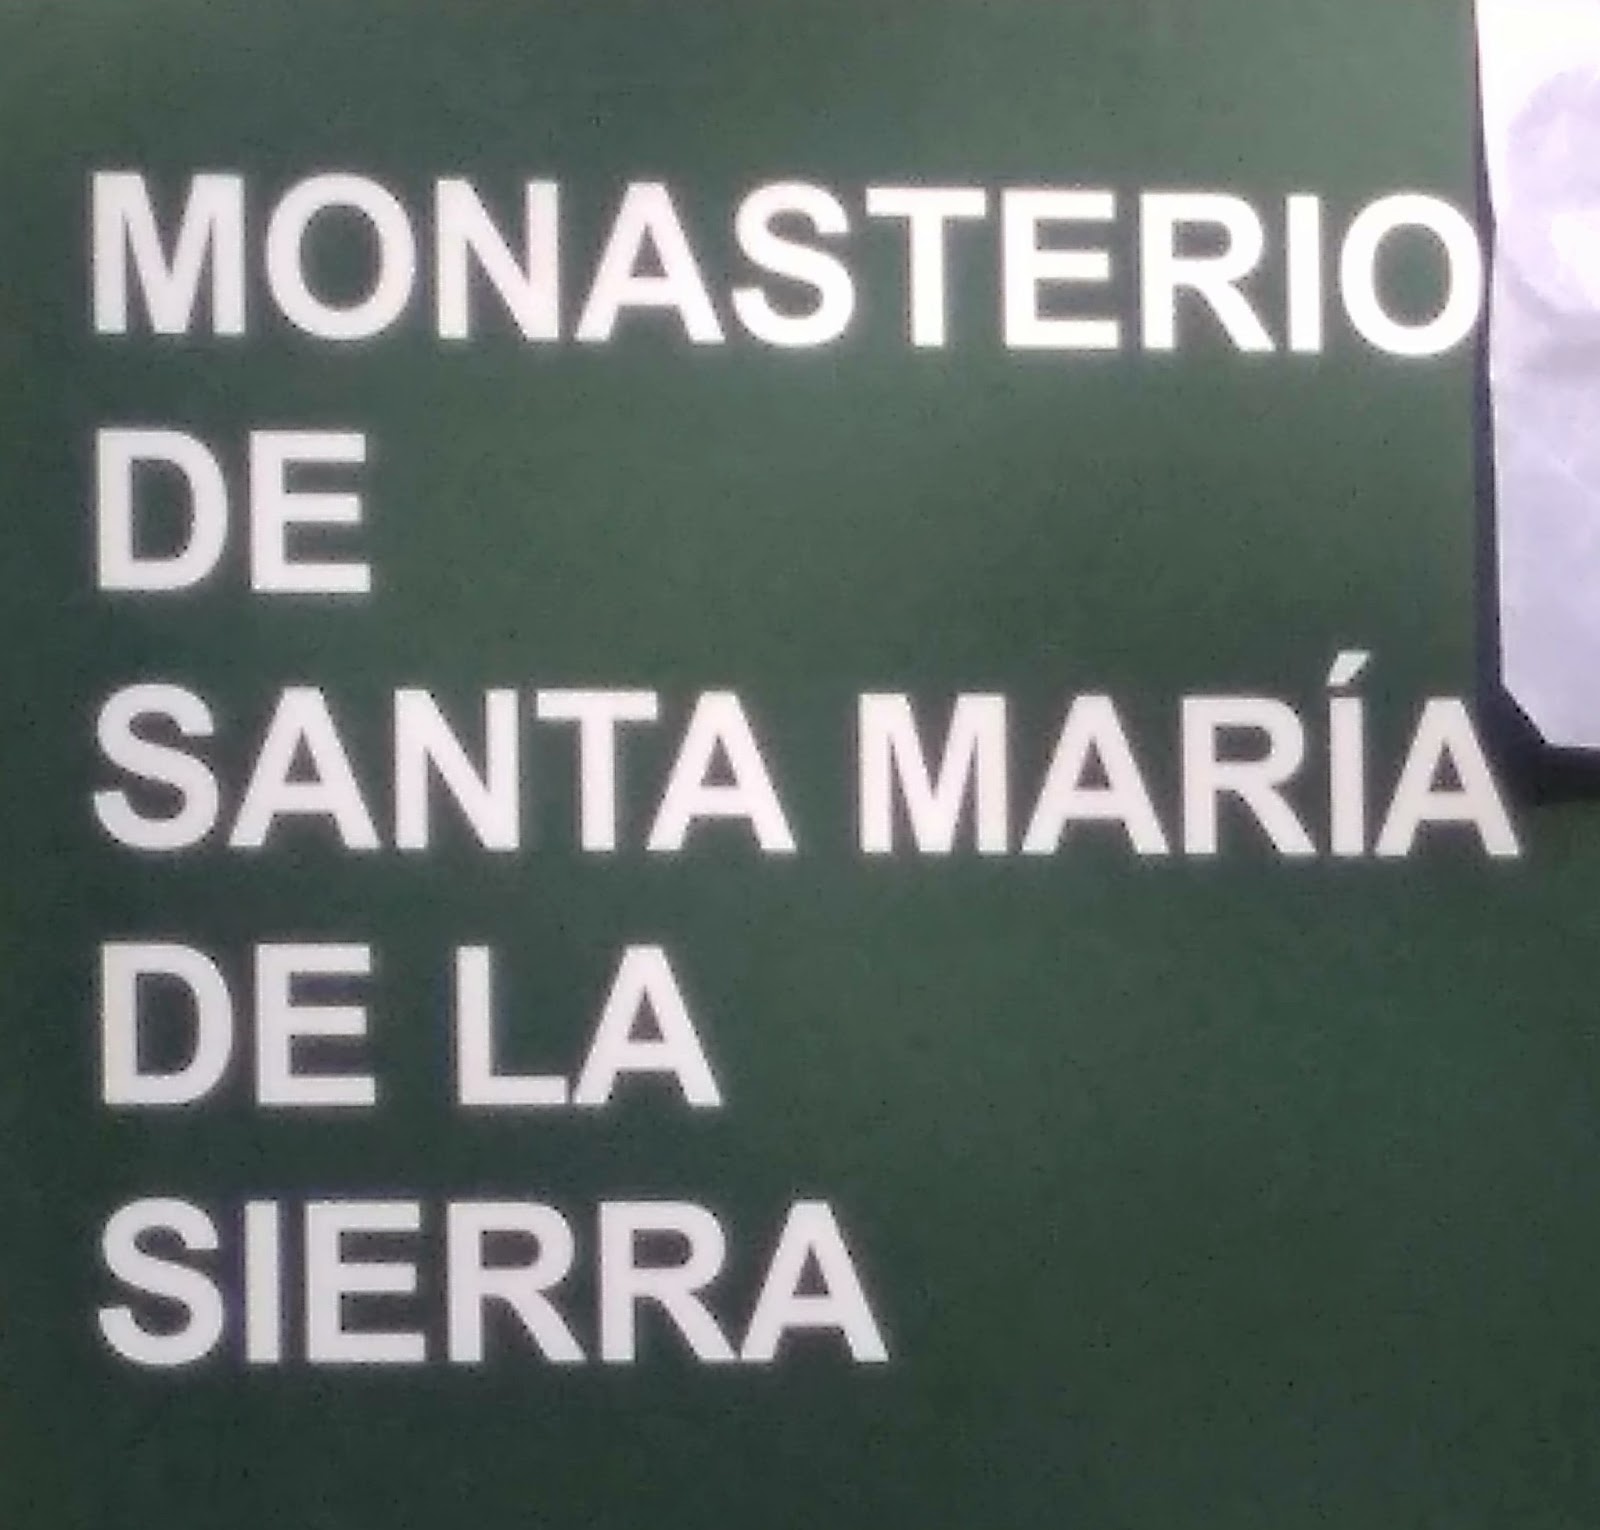 MONASTERIO
DE
SANTA MARÍA
DE LA
SIERRA